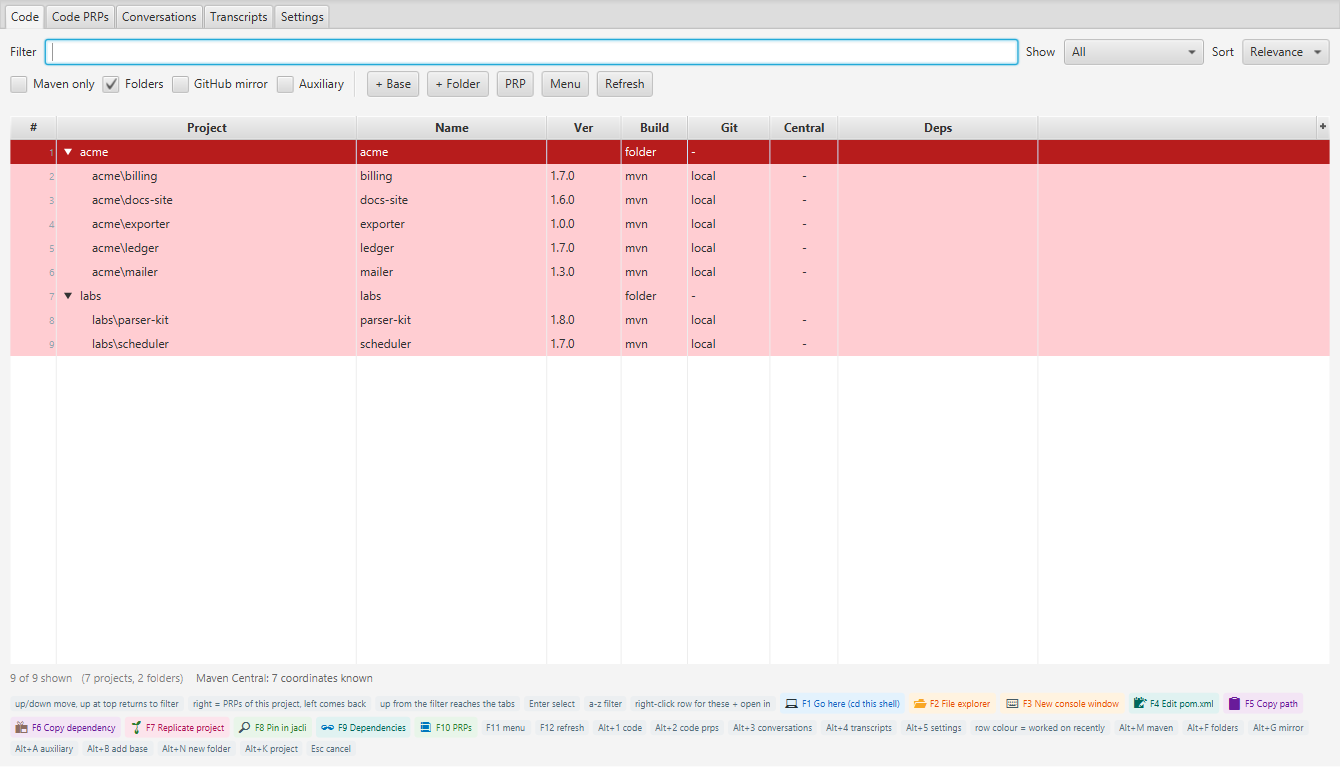 Code Code PRPs Conversations Transcripts Settings
Filter Show All Sort Relevance
Maven only Folders GitHub mirror Auxiliary + Base + Folder PRP Menu Refresh
# Project Name Ver Build Git Central Deps +
1 acme acme folder -
2 acme\billing billing 1.7.0 mvn local -
3 acme\docs-site docs-site 1.6.0 mvn local -
4 acme\exporter exporter 1.0.0 mvn local -
5 acme\ledger ledger 1.7.0 mvn local -
6 acme\mailer mailer 1.3.0 mvn local -
7 labs labs folder -
8 labs\parser-kit parser-kit 1.8.0 mvn local -
9 labs\scheduler scheduler 1.7.0 mvn local -
9 of 9 shown (7 projects, 2 folders) Maven Central: 7 coordinates known
up/down move, up at top returns to filter right = PRPs of this project, left comes back up from the filter reaches the tabs Enter select a-z filter right-click row for these + open in F1 Go here (cd this shell) F2 File explorer F3 New console window F4 Edit pom.xml F5 Copy path
F6 Copy dependency F7 Replicate project F8 Pin in jacli F9 Dependencies F10 PRPs F11 menu F12 refresh Alt+1 code Alt+2 code prps Alt+3 conversations Alt+4 transcripts Alt+5 settings row colour = worked on recently Alt+M maven Alt+F folders Alt+G mirror
Alt+A auxiliary Alt+B add base Alt+N new folder Alt+K project Esc cancel